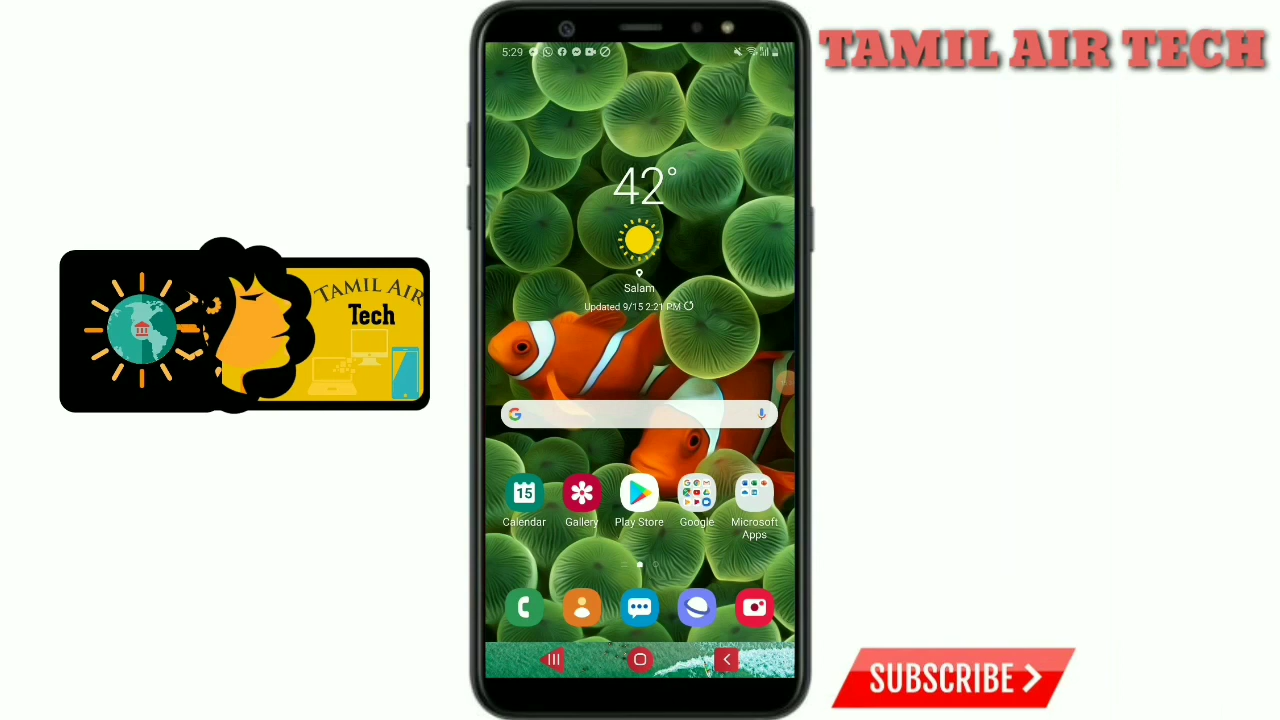 TAMIL AIR TECH
5:29
42°
Salam
Updated 9/15 2:21 PM
TAMIL AIR
Tech
15
Calendar
Gallery
Play Store
Google
Microsoft
Apps
SUBSCRIBE